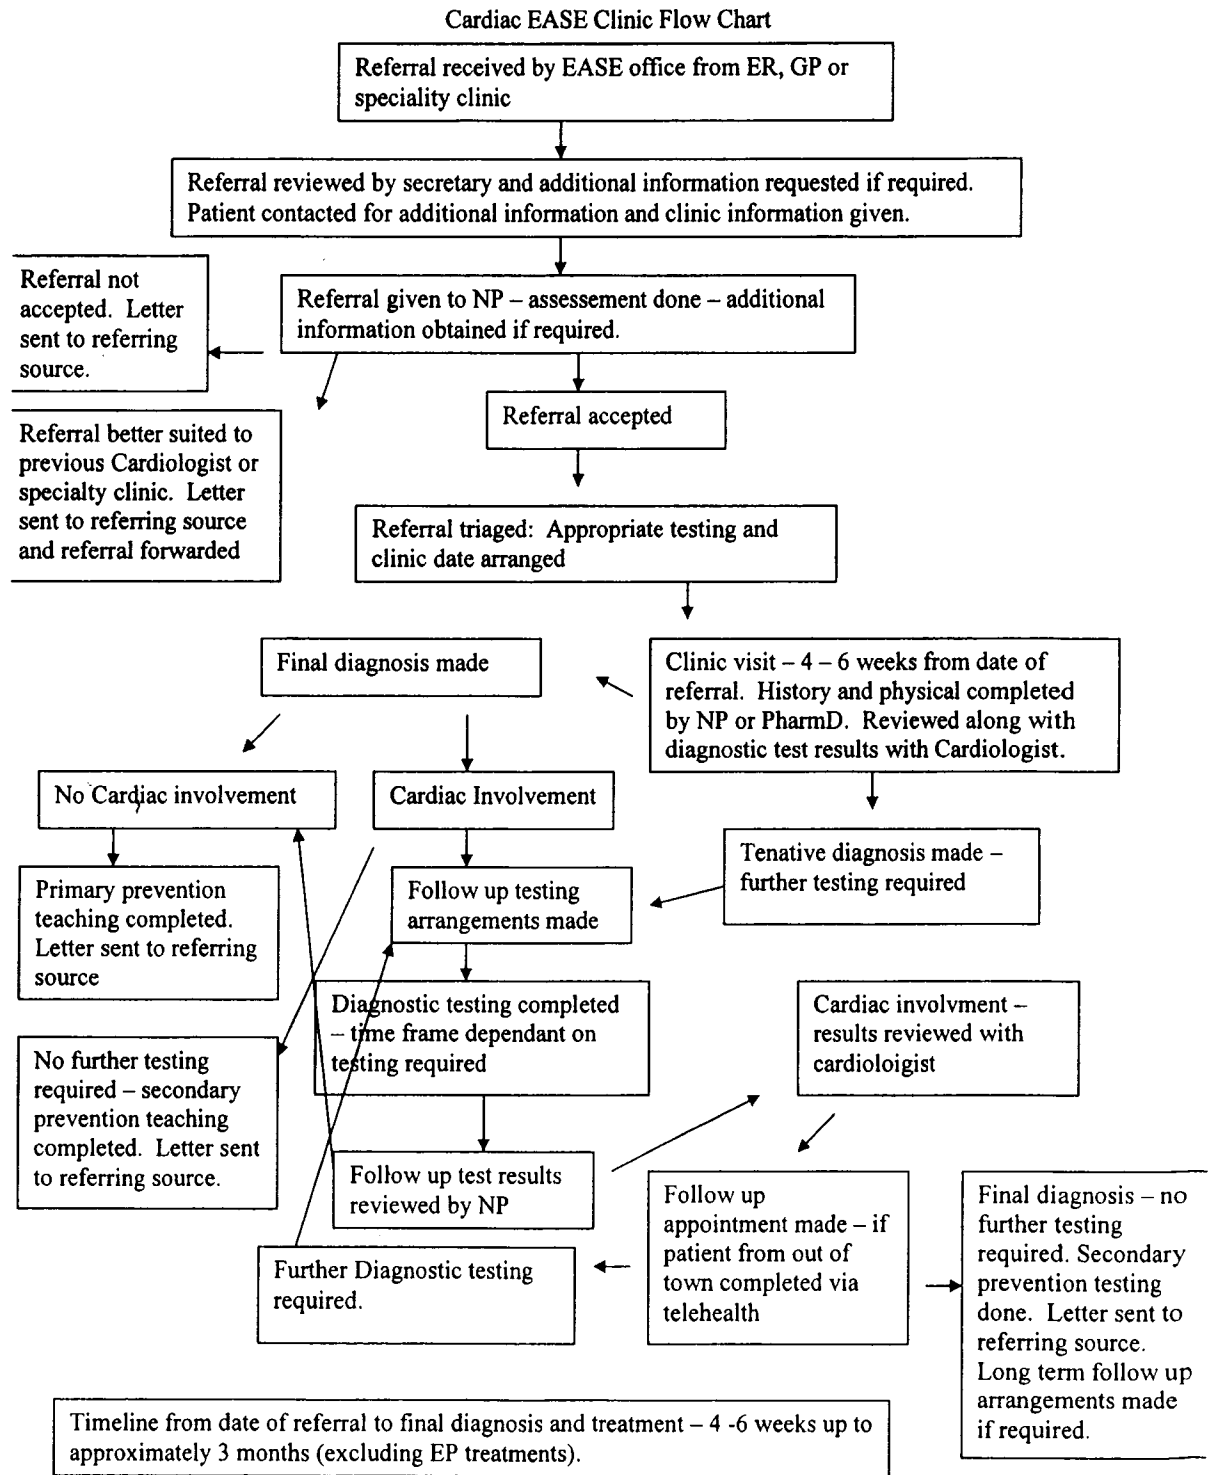 Cardiac EASE Clinic Flow Chart
Referral received by EASE office from ER, GP or
speciality clinic
Referral reviewed by secretary and additional information requested if required.
Patient contacted for additional information and clinic information given.
Referral not
accepted.  Letter
sent to referring
source.
Referral given to NP – assessement done – additional
information obtained if required.
Referral accepted
Referral better suited to
previous Cardiologist or
specialty clinic.  Letter
sent to referring source
and referral forwarded
Referral triaged:  Appropriate testing and
clinic date arranged
Final diagnosis made
Clinic visit – 4 – 6 weeks from date of
referral.  History and physical completed
by NP or PharmD.  Reviewed along with
diagnostic test results with Cardiologist.
No Cardiac involvement
Cardiac Involvement
Tenative diagnosis made –
further testing required
Primary prevention
teaching completed.
Letter sent to referring
source
Follow up testing
arrangements made
Diagnostic testing completed
– time frame dependant on
testing required
Cardiac involvment –
results reviewed with
cardioloigist
No further testing
required – secondary
prevention teaching
completed.  Letter sent
to referring source.
Follow up test results
reviewed by NP
Follow up
appointment made – if
patient from out of
town completed via
telehealth
Final diagnosis – no
further testing
required. Secondary
prevention testing
done.  Letter sent to
referring source.
Long term follow up
arrangements made
if required.
Further Diagnostic testing
required.
Timeline from date of referral to final diagnosis and treatment – 4 -6 weeks up to
approximately 3 months (excluding EP treatments).